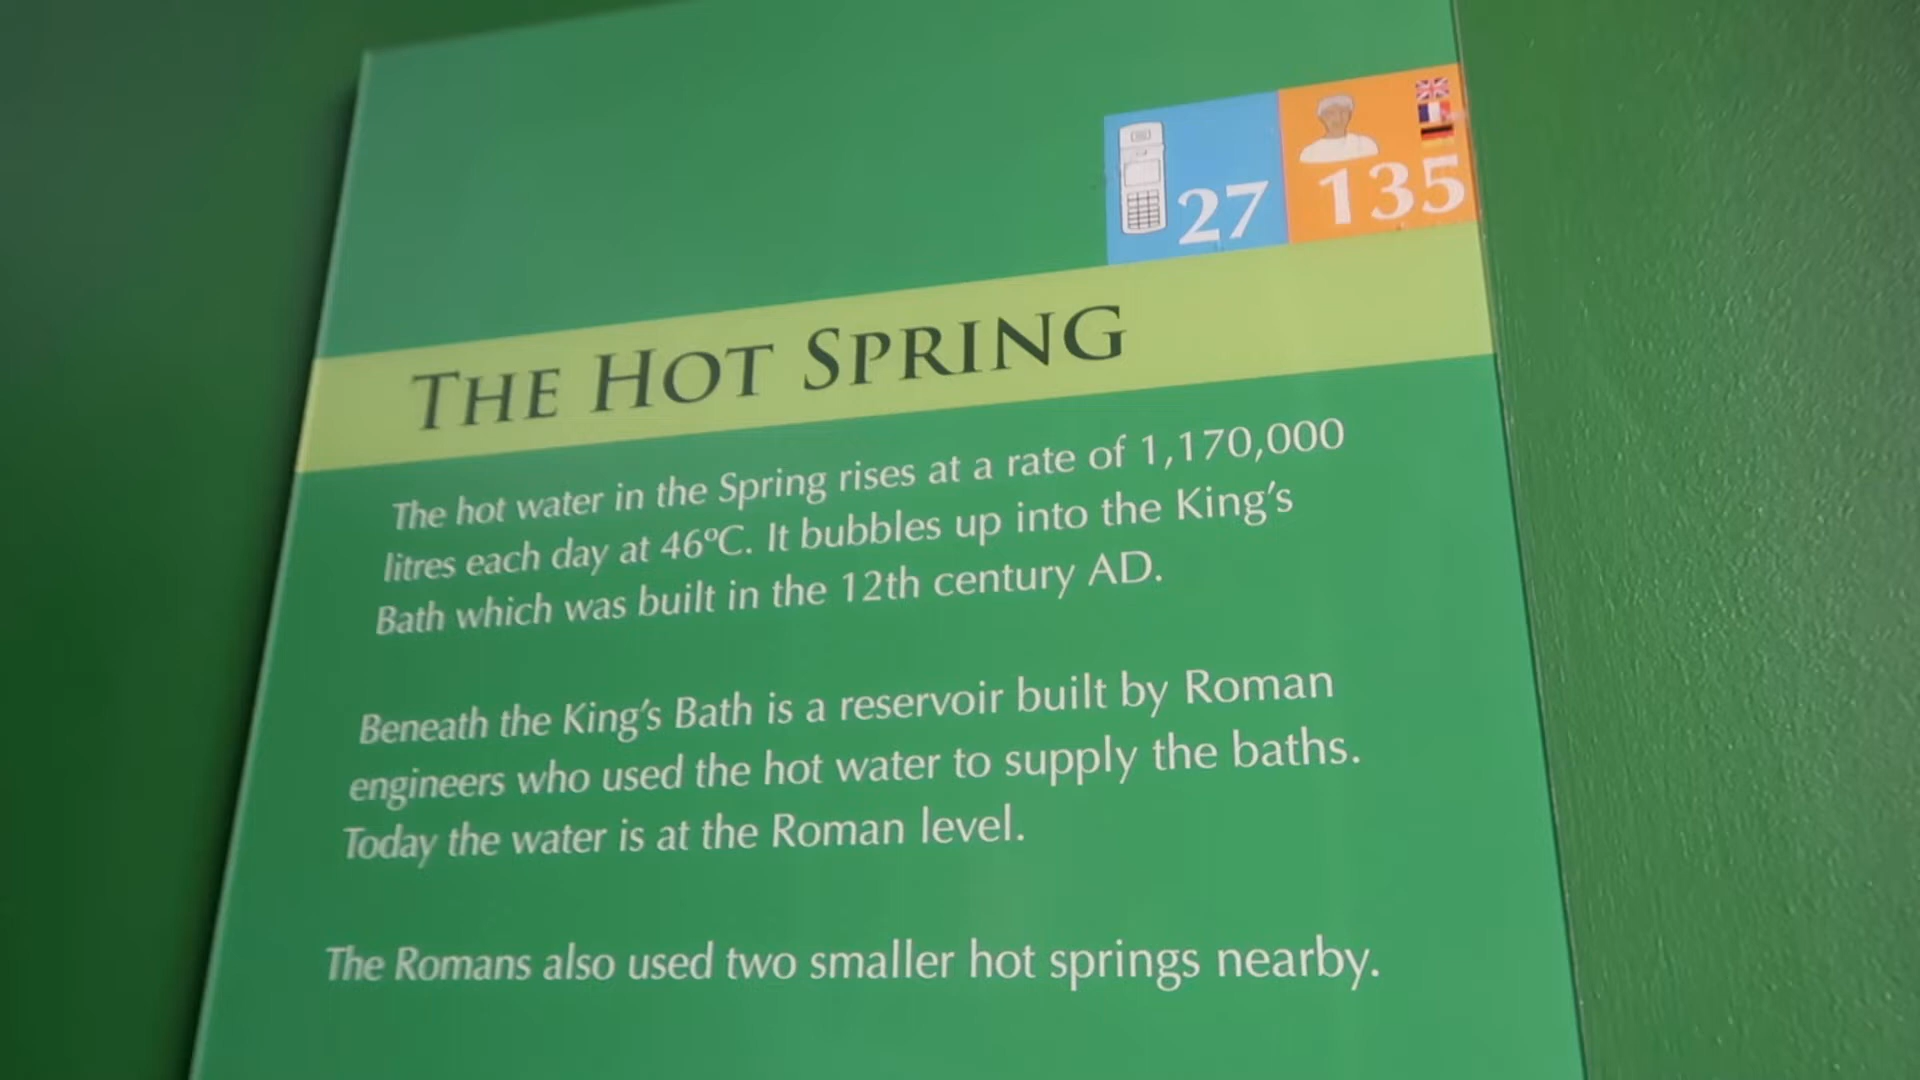 27
135
THE HOT SPRING
The hot water in the Spring rises at a rate of 1,170,000
litres each day at 46ºC. It bubbles up into the King's
Bath which was built in the 12th century AD.
Beneath the King's Bath is a reservoir built by Roman
engineers who used the hot water to supply the baths.
Today the water is at the Roman level.
The Romans also used two smaller hot springs nearby.